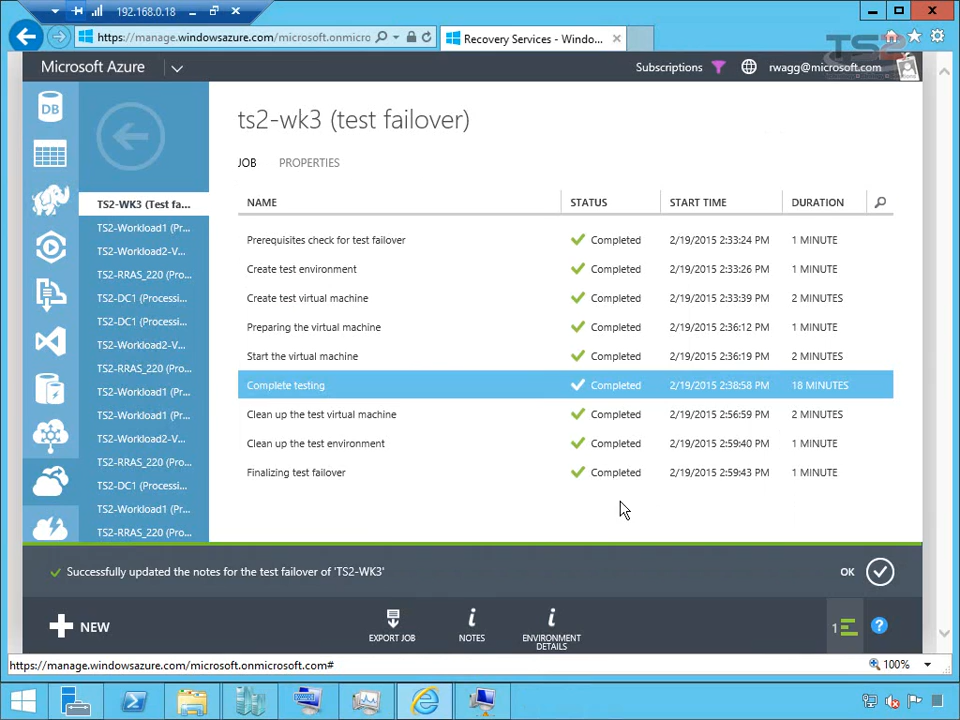 192.168.0.18
https://manage.windowsazure.com/microsoft.onmicro
Recovery Services - Windo...
TS2
Microsoft Azure
Subscriptions
rwagg@microsoft.com
DB
ts2-wk3 (test failover)
JOB PROPERTIES
NAME STATUS START TIME DURATION
Prerequisites check for test failover Completed 2/19/2015 2:33:24 PM 1 MINUTE
Create test environment Completed 2/19/2015 2:33:26 PM 1 MINUTE
Create test virtual machine Completed 2/19/2015 2:33:39 PM 2 MINUTES
Preparing the virtual machine Completed 2/19/2015 2:36:12 PM 1 MINUTE
Start the virtual machine Completed 2/19/2015 2:36:19 PM 2 MINUTES
Complete testing Completed 2/19/2015 2:38:58 PM 18 MINUTES
Clean up the test virtual machine Completed 2/19/2015 2:56:59 PM 2 MINUTES
Clean up the test environment Completed 2/19/2015 2:59:40 PM 1 MINUTE
Finalizing test failover Completed 2/19/2015 2:59:43 PM 1 MINUTE
TS2-WK3 (Test fa...
TS2-Workload1 (Pr...
TS2-Workload2-V...
TS2-RRAS_220 (Pro...
TS2-DC1 (Processi...
TS2-DC1 (Processi...
TS2-Workload2-V...
TS2-RRAS_220 (Pro...
TS2-Workload1 (Pr...
TS2-Workload1 (Pr...
TS2-Workload2-V...
TS2-RRAS_220 (Pro...
TS2-DC1 (Processi...
TS2-Workload1 (Pr...
TS2-RRAS_220 (Pro...
Successfully updated the notes for the test failover of 'TS2-WK3'
OK
NEW
EXPORT JOB
NOTES
ENVIRONMENT
DETAILS
1
?
https://manage.windowsazure.com/microsoft.onmicrosoft.com#
100%